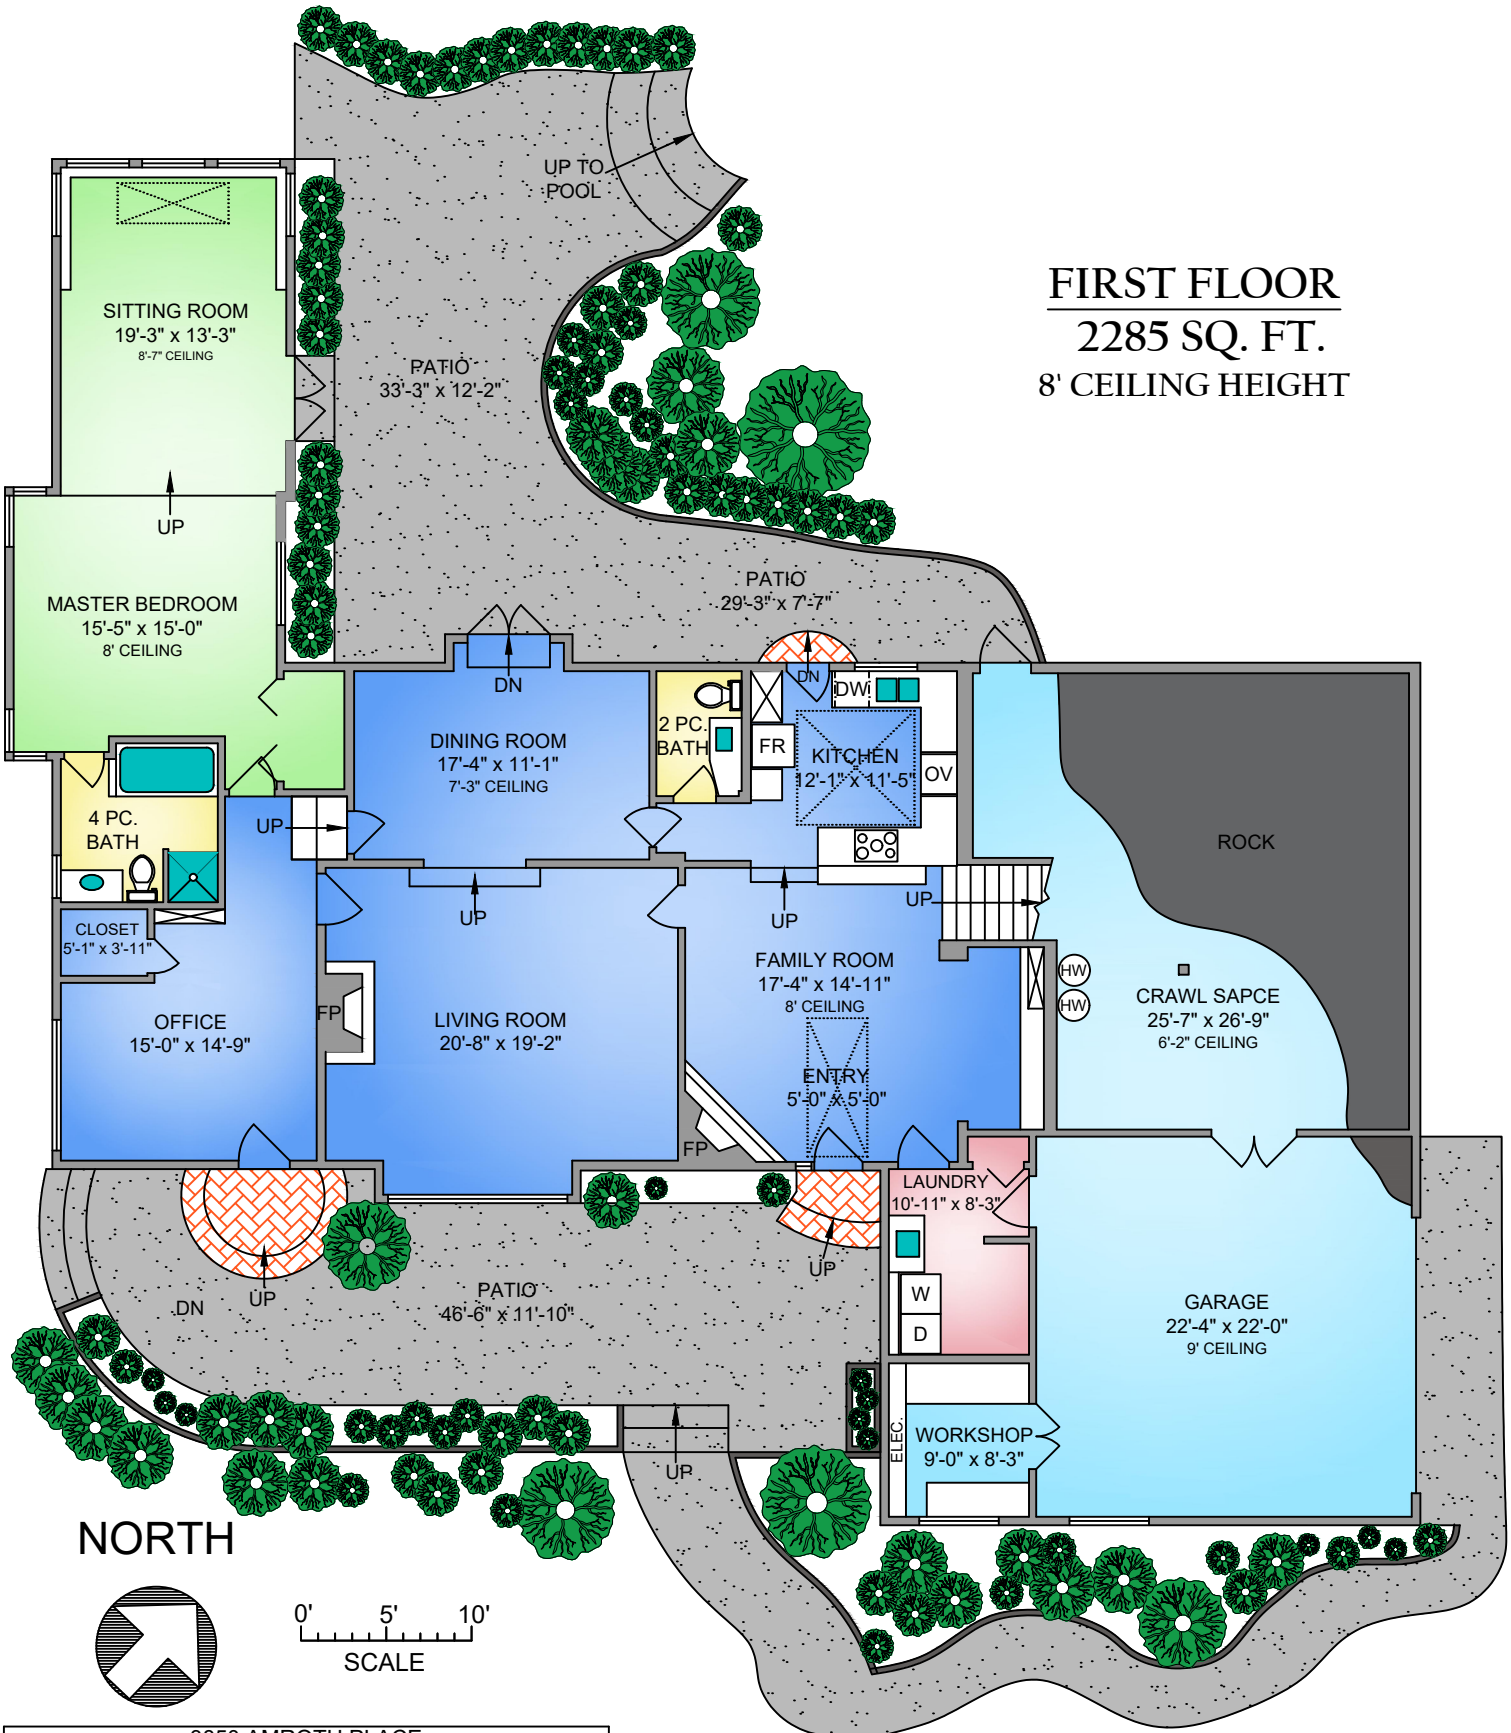 FIRST FLOOR
2285 SQ. FT.
8' CEILING HEIGHT
UP TO
POOL
SITTING ROOM
19'-3" x 13'-3"
8'-7" CEILING
PATIO
33'-3" x 12'-2"
UP
MASTER BEDROOM
15'-5" x 15'-0"
8' CEILING
PATIO
29'-3" x 7'-7"
DN
DN
DINING ROOM
17'-4" x 11'-1"
7'-3" CEILING
2 PC.
BATH
FR
DW
KITCHEN
12'-1" x 11'-5"
OV
4 PC.
BATH
UP
ROCK
CLOSET
5'-1" x 3'-11"
UP
UP
UP
FAMILY ROOM
17'-4" x 14'-11"
8' CEILING
HW
HW
CRAWL SAPCE
25'-7" x 26'-9"
6'-2" CEILING
OFFICE
15'-0" x 14'-9"
FP
LIVING ROOM
20'-8" x 19'-2"
ENTRY
5'-0" x 5'-0"
FP
LAUNDRY
10'-11" x 8'-3"
UP
W
D
DN
UP
PATIO
46'-6" x 11'-10"
GARAGE
22'-4" x 22'-0"
9' CEILING
ELEC.
WORKSHOP
9'-0" x 8'-3"
UP
NORTH
0' 5' 10'
SCALE